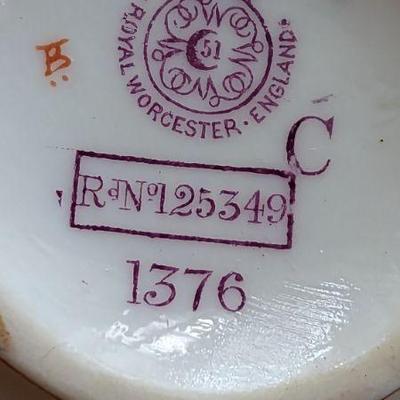 51
ROYAL WORCESTER · ENGLAND
B
C
RdNo125349
1376